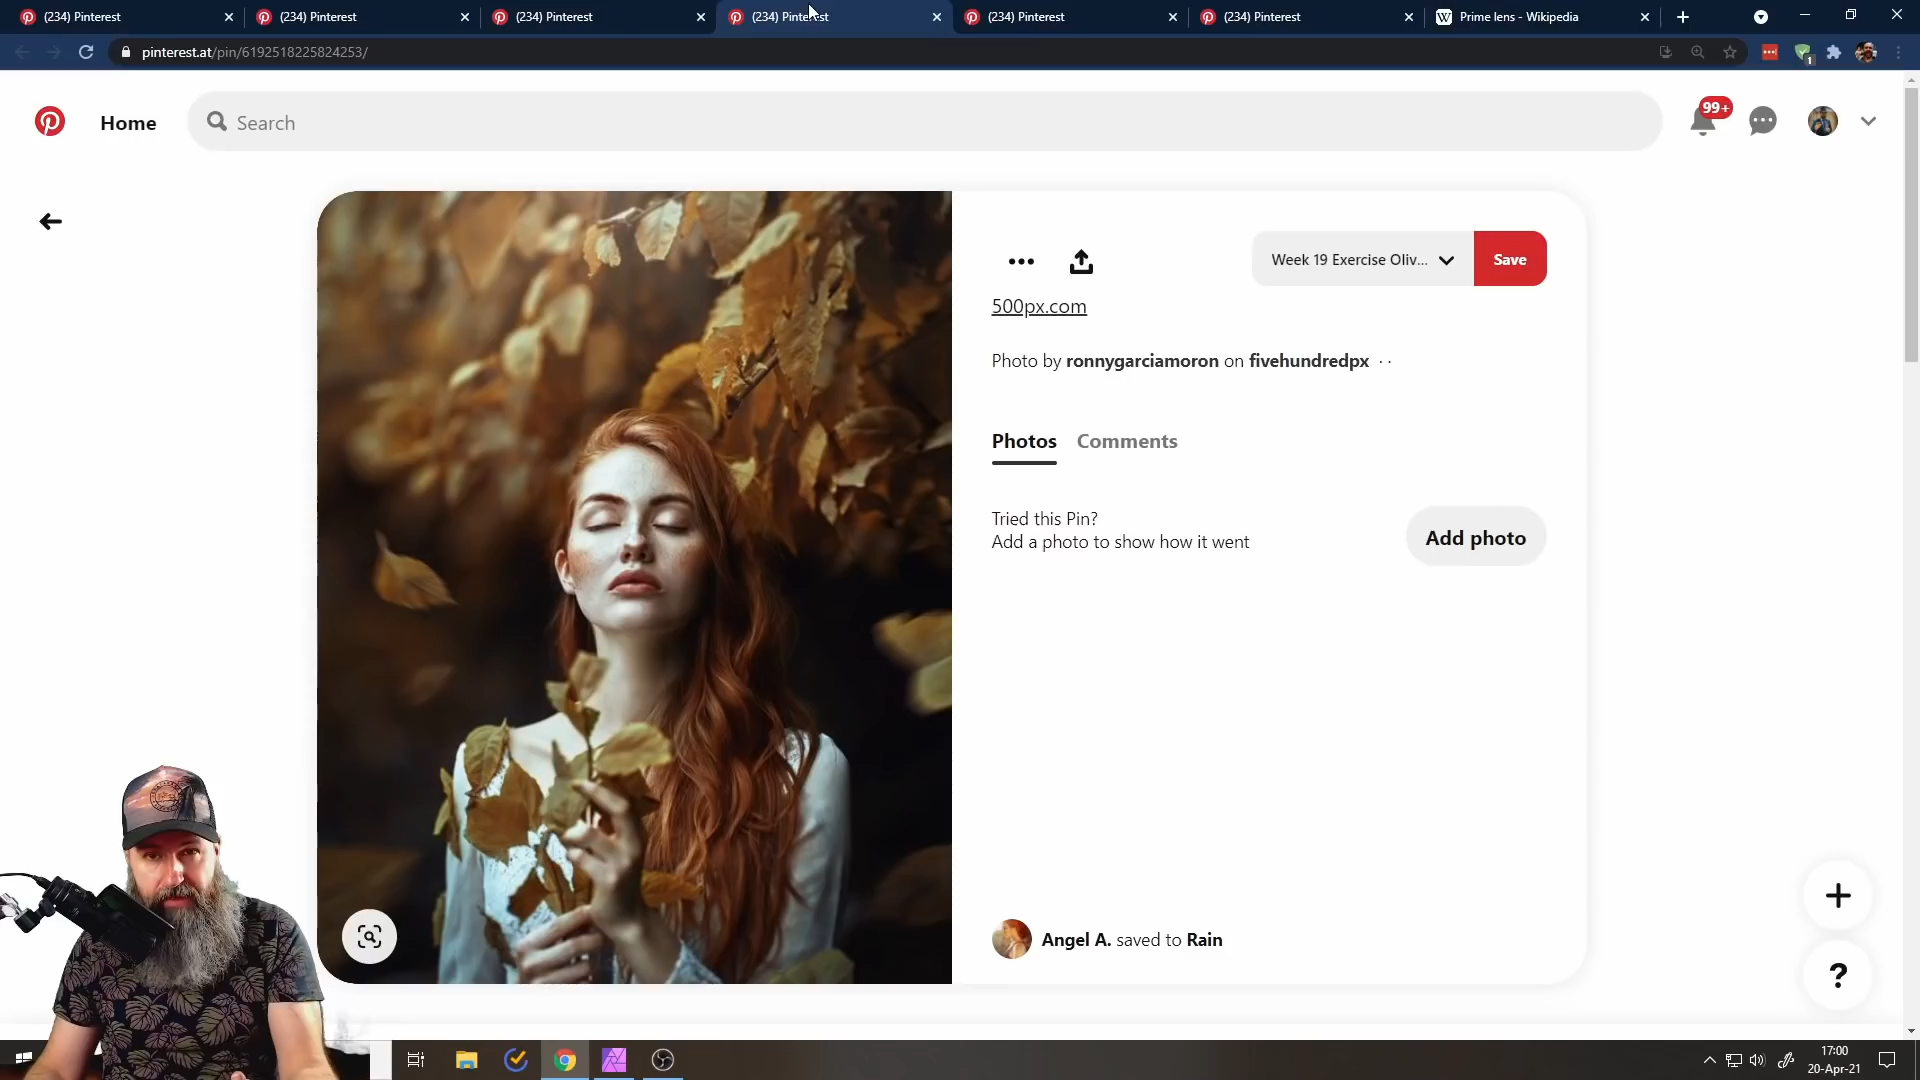 (234) Pinterest
(234) Pinterest
(234) Pinterest
(234) Pinterest
(234) Pinterest
(234) Pinterest
W Prime lens - Wikipedia
pinterest.at/pin/6192518225824253/
1
Home
Search
99+
Week 19 Exercise Oliv...
Save
500px.com
Photo by ronnygarciamoron on fivehundredpx ··
Photos
Comments
Tried this Pin?
Add a photo to show how it went
Add photo
Angel A. saved to Rain
+
?
17:00
20-Apr-21